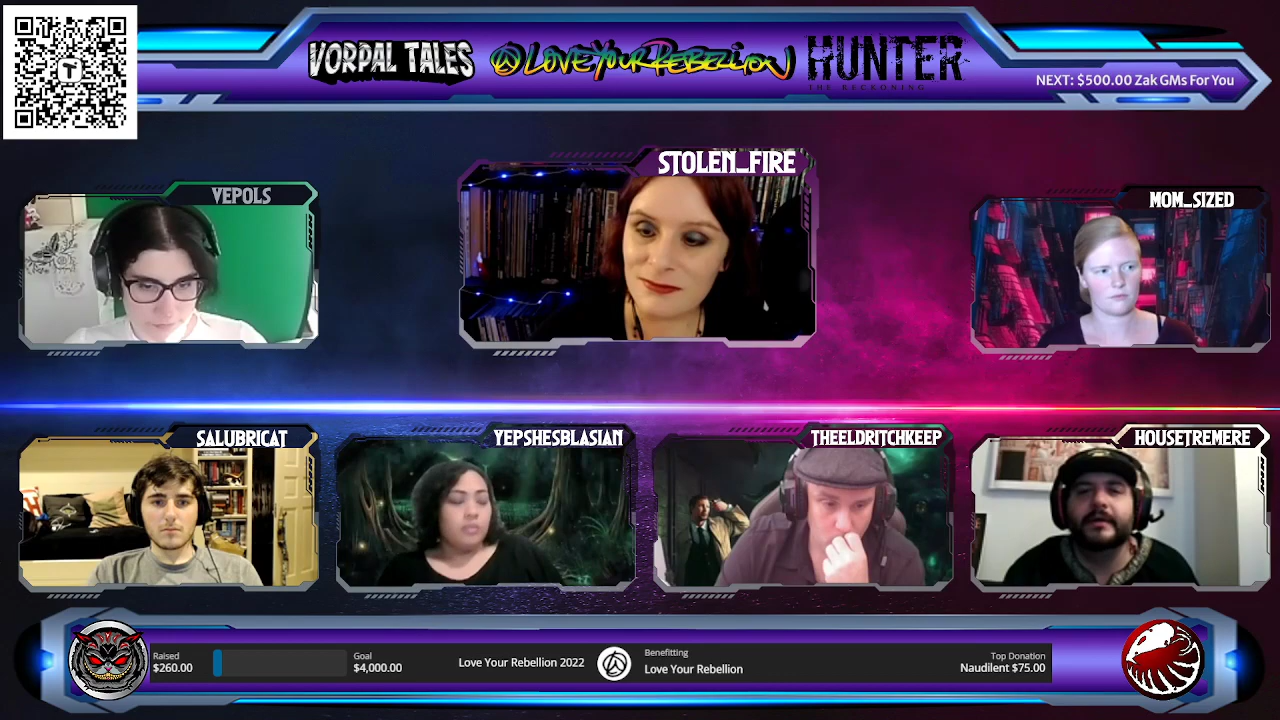 VORPAL TALES
@LOVEYOURREBELLION
HUNTER
THE RECKONING
NEXT: $500.00 Zak GMs For You
T
VEPOLS
STOLEN_FIRE
MOM_SIZED
SALUBRICAT
YEPSHESBLASIAN
THEELDRITCHKEEP
HOUSETREMERE
Raised
$260.00
Goal
$4,000.00
Love Your Rebellion 2022
Benefitting
Love Your Rebellion
Top Donation
Naudilent $75.00